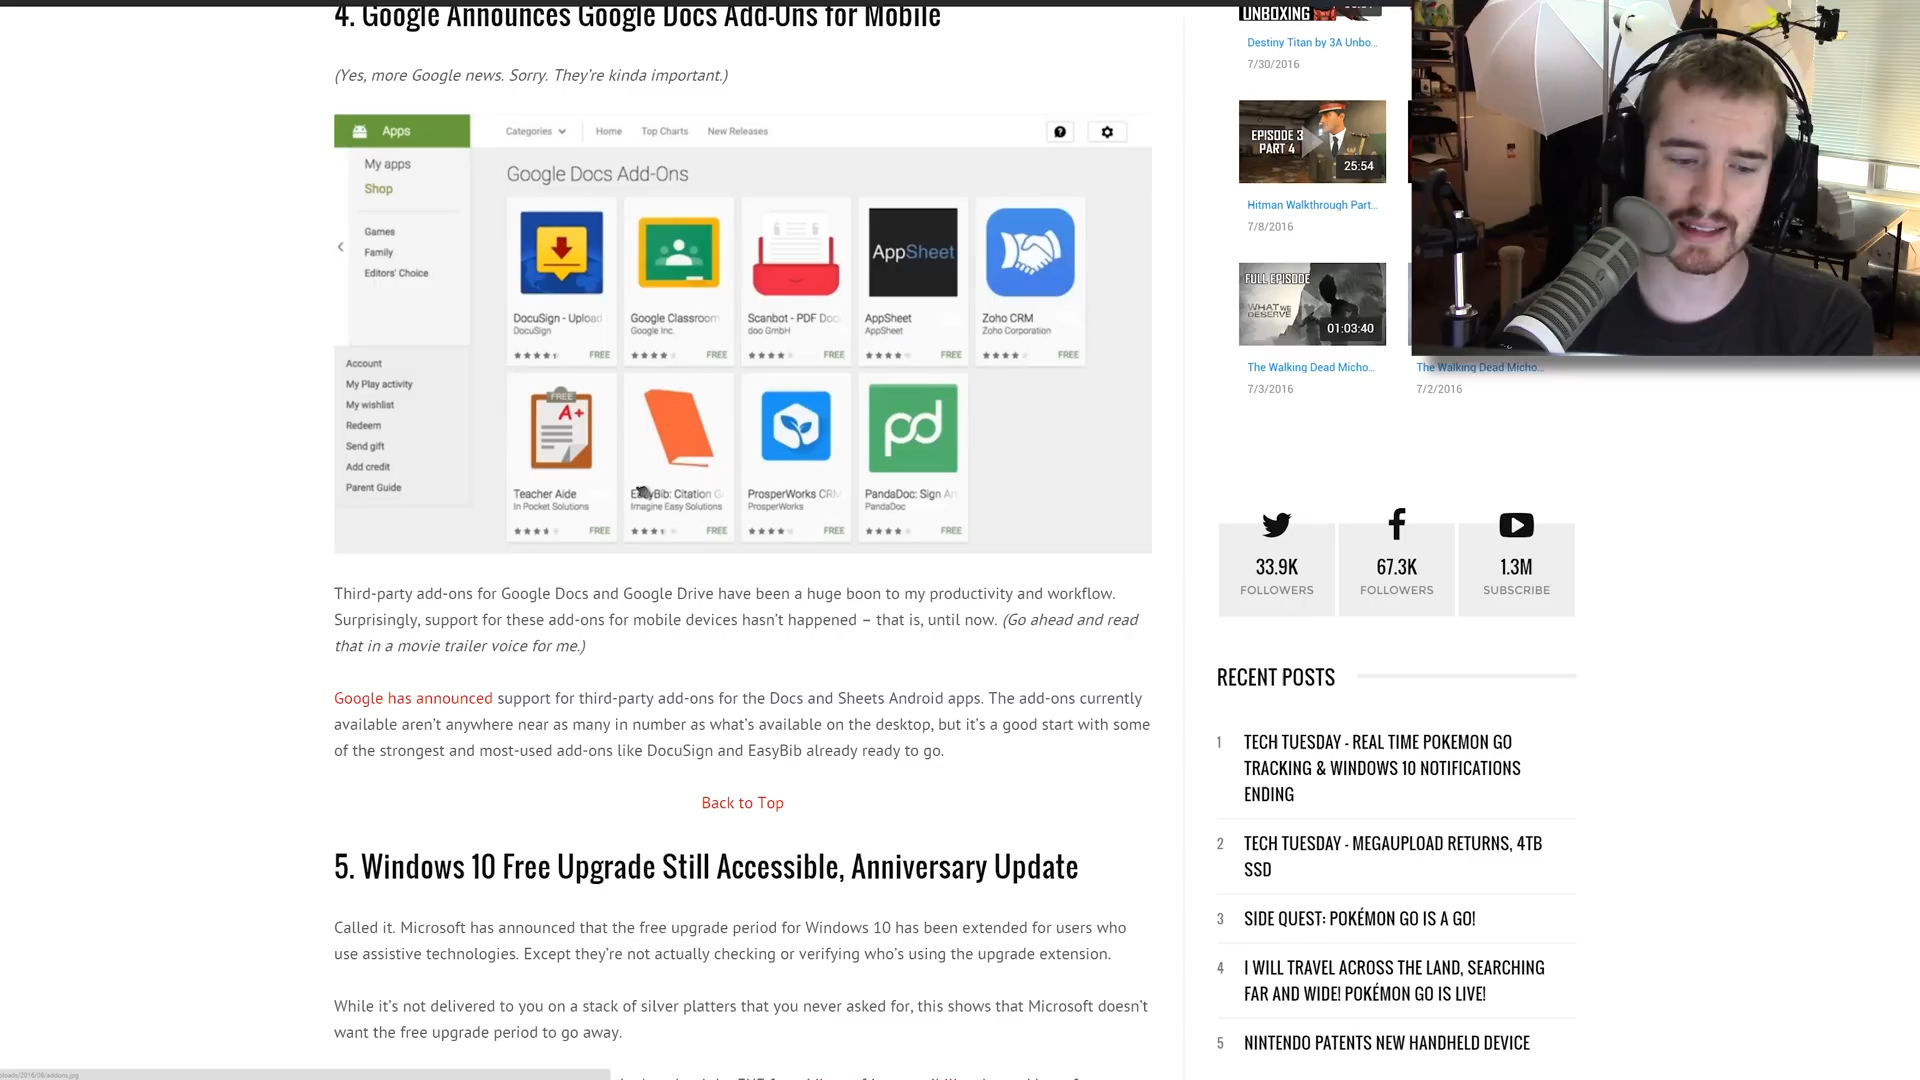 4. Google Announces Google Docs Add-Ons for Mobile
(Yes, more Google news. Sorry. They're kinda important.)
Apps
Categories
Home
Top Charts
New Releases
My apps
Shop
Games
Family
Editors' Choice
Account
My Play activity
My wishlist
Redeem
Send gift
Add credit
Parent Guide
Google Docs Add-Ons
AppSheet
DocuSign - Upload
DocuSign
FREE
Google Classroom
Google Inc.
FREE
Scanbot - PDF Doc
doo GmbH
FREE
AppSheet
AppSheet
FREE
Zoho CRM
Zoho Corporation
FREE
FREE
A+
pd
Teacher Aide
In Pocket Solutions
FREE
EasyBib: Citation G
Imagine Easy Solutions
FREE
ProsperWorks CRM
ProsperWorks
FREE
PandaDoc: Sign An
PandaDoc
FREE
Third-party add-ons for Google Docs and Google Drive have been a huge boon to my productivity and workflow.
Surprisingly, support for these add-ons for mobile devices hasn't happened – that is, until now. (Go ahead and read
that in a movie trailer voice for me.)
Google has announced support for third-party add-ons for the Docs and Sheets Android apps. The add-ons currently
available aren't anywhere near as many in number as what's available on the desktop, but it's a good start with some
of the strongest and most-used add-ons like DocuSign and EasyBib already ready to go.
Back to Top
5. Windows 10 Free Upgrade Still Accessible, Anniversary Update
Called it. Microsoft has announced that the free upgrade period for Windows 10 has been extended for users who
use assistive technologies. Except they're not actually checking or verifying who's using the upgrade extension.
While it's not delivered to you on a stack of silver platters that you never asked for, this shows that Microsoft doesn't
want the free upgrade period to go away.
UNBOXING
Destiny Titan by 3A Unbo...
7/30/2016
EPISODE 3
PART 4
25:54
Hitman Walkthrough Part...
7/8/2016
FULL EPISODE
WHAT WE
DESERVE
01:03:40
The Walking Dead Micho...
7/3/2016
The Walking Dead Micho...
7/2/2016
33.9K
FOLLOWERS
67.3K
FOLLOWERS
1.3M
SUBSCRIBE
RECENT POSTS
1 TECH TUESDAY - REAL TIME POKEMON GO
TRACKING & WINDOWS 10 NOTIFICATIONS
ENDING
2 TECH TUESDAY - MEGAUPLOAD RETURNS, 4TB
SSD
3 SIDE QUEST: POKÉMON GO IS A GO!
4 I WILL TRAVEL ACROSS THE LAND, SEARCHING
FAR AND WIDE! POKÉMON GO IS LIVE!
5 NINTENDO PATENTS NEW HANDHELD DEVICE